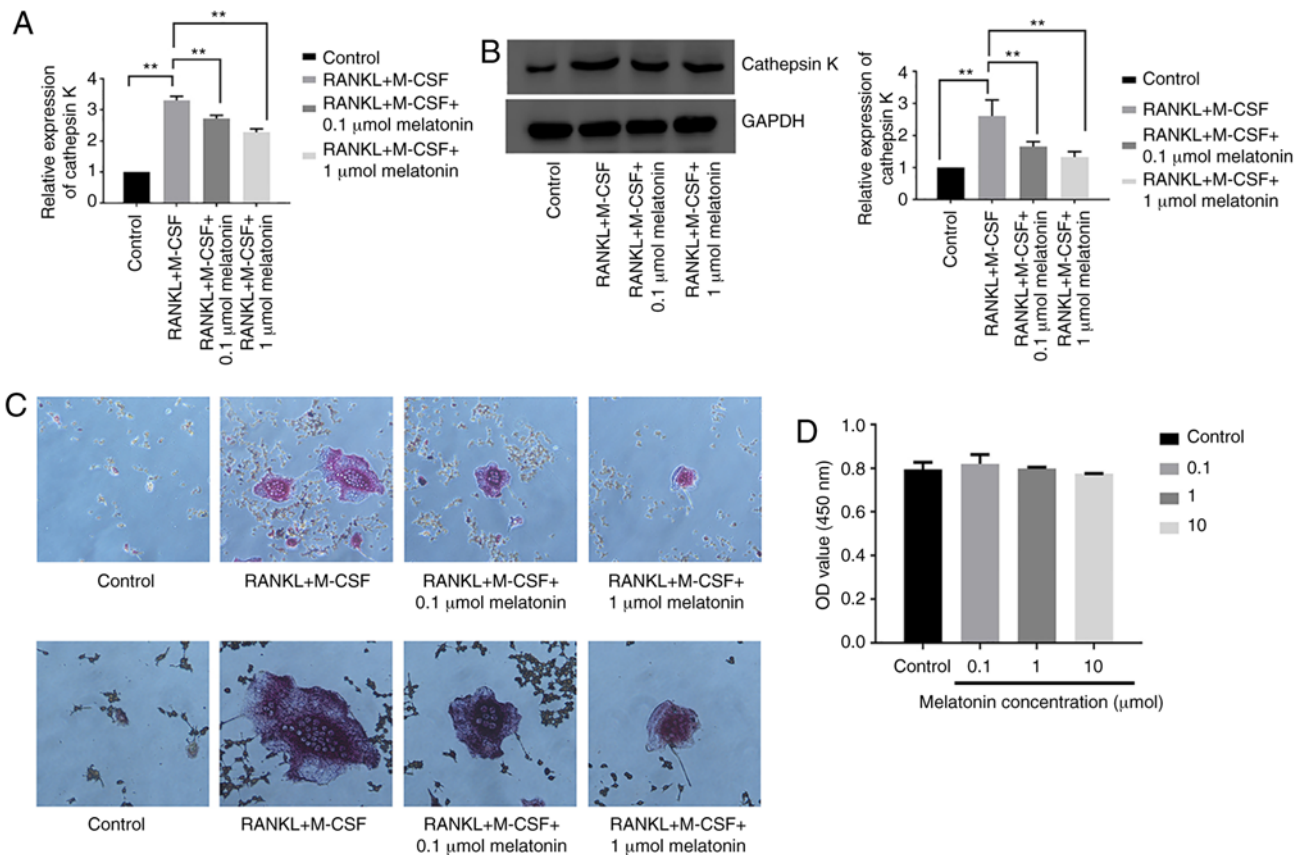 A
**
**
**
Relative expression
of cathepsin K
4
3
2
1
0
Control
RANKL+M-CSF
RANKL+M-CSF+
0.1 μmol melatonin
RANKL+M-CSF+
1 μmol melatonin
Control
RANKL+M-CSF
RANKL+M-CSF+
0.1 μmol melatonin
RANKL+M-CSF+
1 μmol melatonin
B
Cathepsin K
GAPDH
Control
RANKL+M-CSF
RANKL+M-CSF+
0.1 μmol melatonin
RANKL+M-CSF+
1 μmol melatonin
**
**
**
Relative expression of
cathepsin K
4
3
2
1
0
Control
RANKL+M-CSF
RANKL+M-CSF+
0.1 μmol melatonin
RANKL+M-CSF+
1 μmol melatonin
Control
RANKL+M-CSF
RANKL+M-CSF+
0.1 μmol melatonin
RANKL+M-CSF+
1 μmol melatonin
C
Control
RANKL+M-CSF
RANKL+M-CSF+
0.1 μmol melatonin
RANKL+M-CSF+
1 μmol melatonin
Control
RANKL+M-CSF
RANKL+M-CSF+
0.1 μmol melatonin
RANKL+M-CSF+
1 μmol melatonin
D
OD value (450 nm)
1.0
0.8
0.6
0.4
0.2
0.0
Control
0.1
1
10
Melatonin concentration (μmol)
Control
0.1
1
10